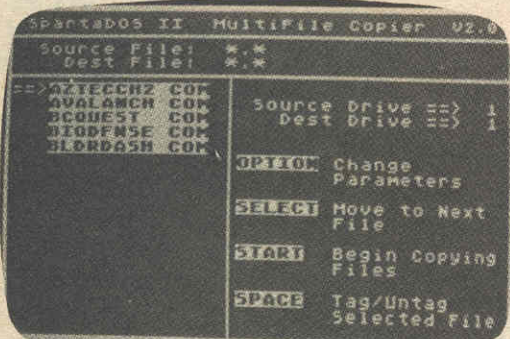 SpartaDOS II MultiFile Copier V2.0
Source File: *.*
Dest File: *.*
==>AZTECCH2 COM
AVALANCH COM
BCQUEST COM
BIODFNSE COM
BLDRDASH COM
Source Drive ==> 1
Dest Drive ==> 1
OPTION Change
Parameters
SELECT Move to Next
File
START Begin Copying
Files
SPACE Tag/Untag
Selected File